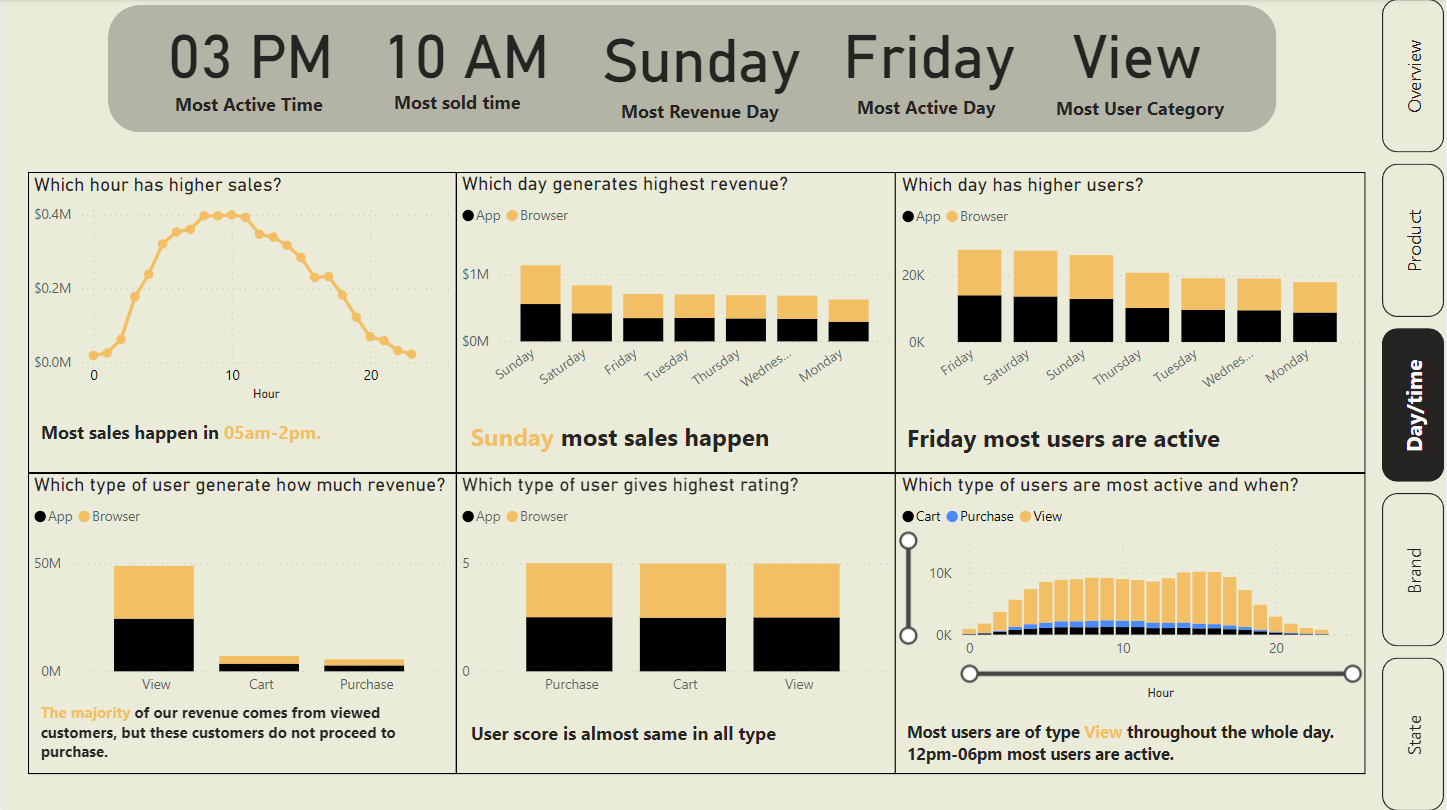 03 PM
Most Active Time
10 AM
Most sold time
Sunday
Most Revenue Day
Friday
Most Active Day
View
Most User Category
Overview
Product
Day/time
Brand
State
Which hour has higher sales?
$0.4M
$0.2M
$0.0M
0 10 20
Hour
Most sales happen in 05am-2pm.
Which day generates highest revenue?
App Browser
$1M
$0M
Sunday Saturday Friday Tuesday Thursday Wednes... Monday
Sunday most sales happen
Which day has higher users?
App Browser
20K
0K
Friday Saturday Sunday Thursday Tuesday Wednes... Monday
Friday most users are active
Which type of user generate how much revenue?
App Browser
50M
0M
View Cart Purchase
The majority of our revenue comes from viewed
customers, but these customers do not proceed to
purchase.
Which type of user gives highest rating?
App Browser
5
0
Purchase Cart View
User score is almost same in all type
Which type of users are most active and when?
Cart Purchase View
10K
0K
0 10 20
Hour
Most users are of type View throughout the whole day.
12pm-06pm most users are active.